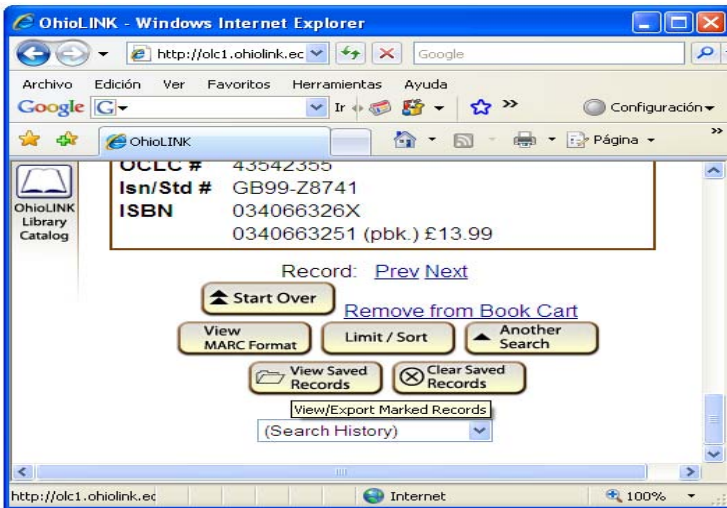 OhioLINK - Windows Internet Explorer
http://olc1.ohiolink.ec Google
Archivo Edición Ver Favoritos Herramientas Ayuda
Google G Ir » Configuración
OhioLINK Página »
OCLC # 43542355
Isn/Std # GB99-Z8741
ISBN 034066326X
0340663251 (pbk.) £13.99
OhioLINK
Library
Catalog
Record: Prev Next
Start Over Remove from Book Cart
View
MARC Format
Limit / Sort
Another
Search
View Saved
Records
Clear Saved
Records
View/Export Marked Records
(Search History)
http://olc1.ohiolink.ec Internet 100%